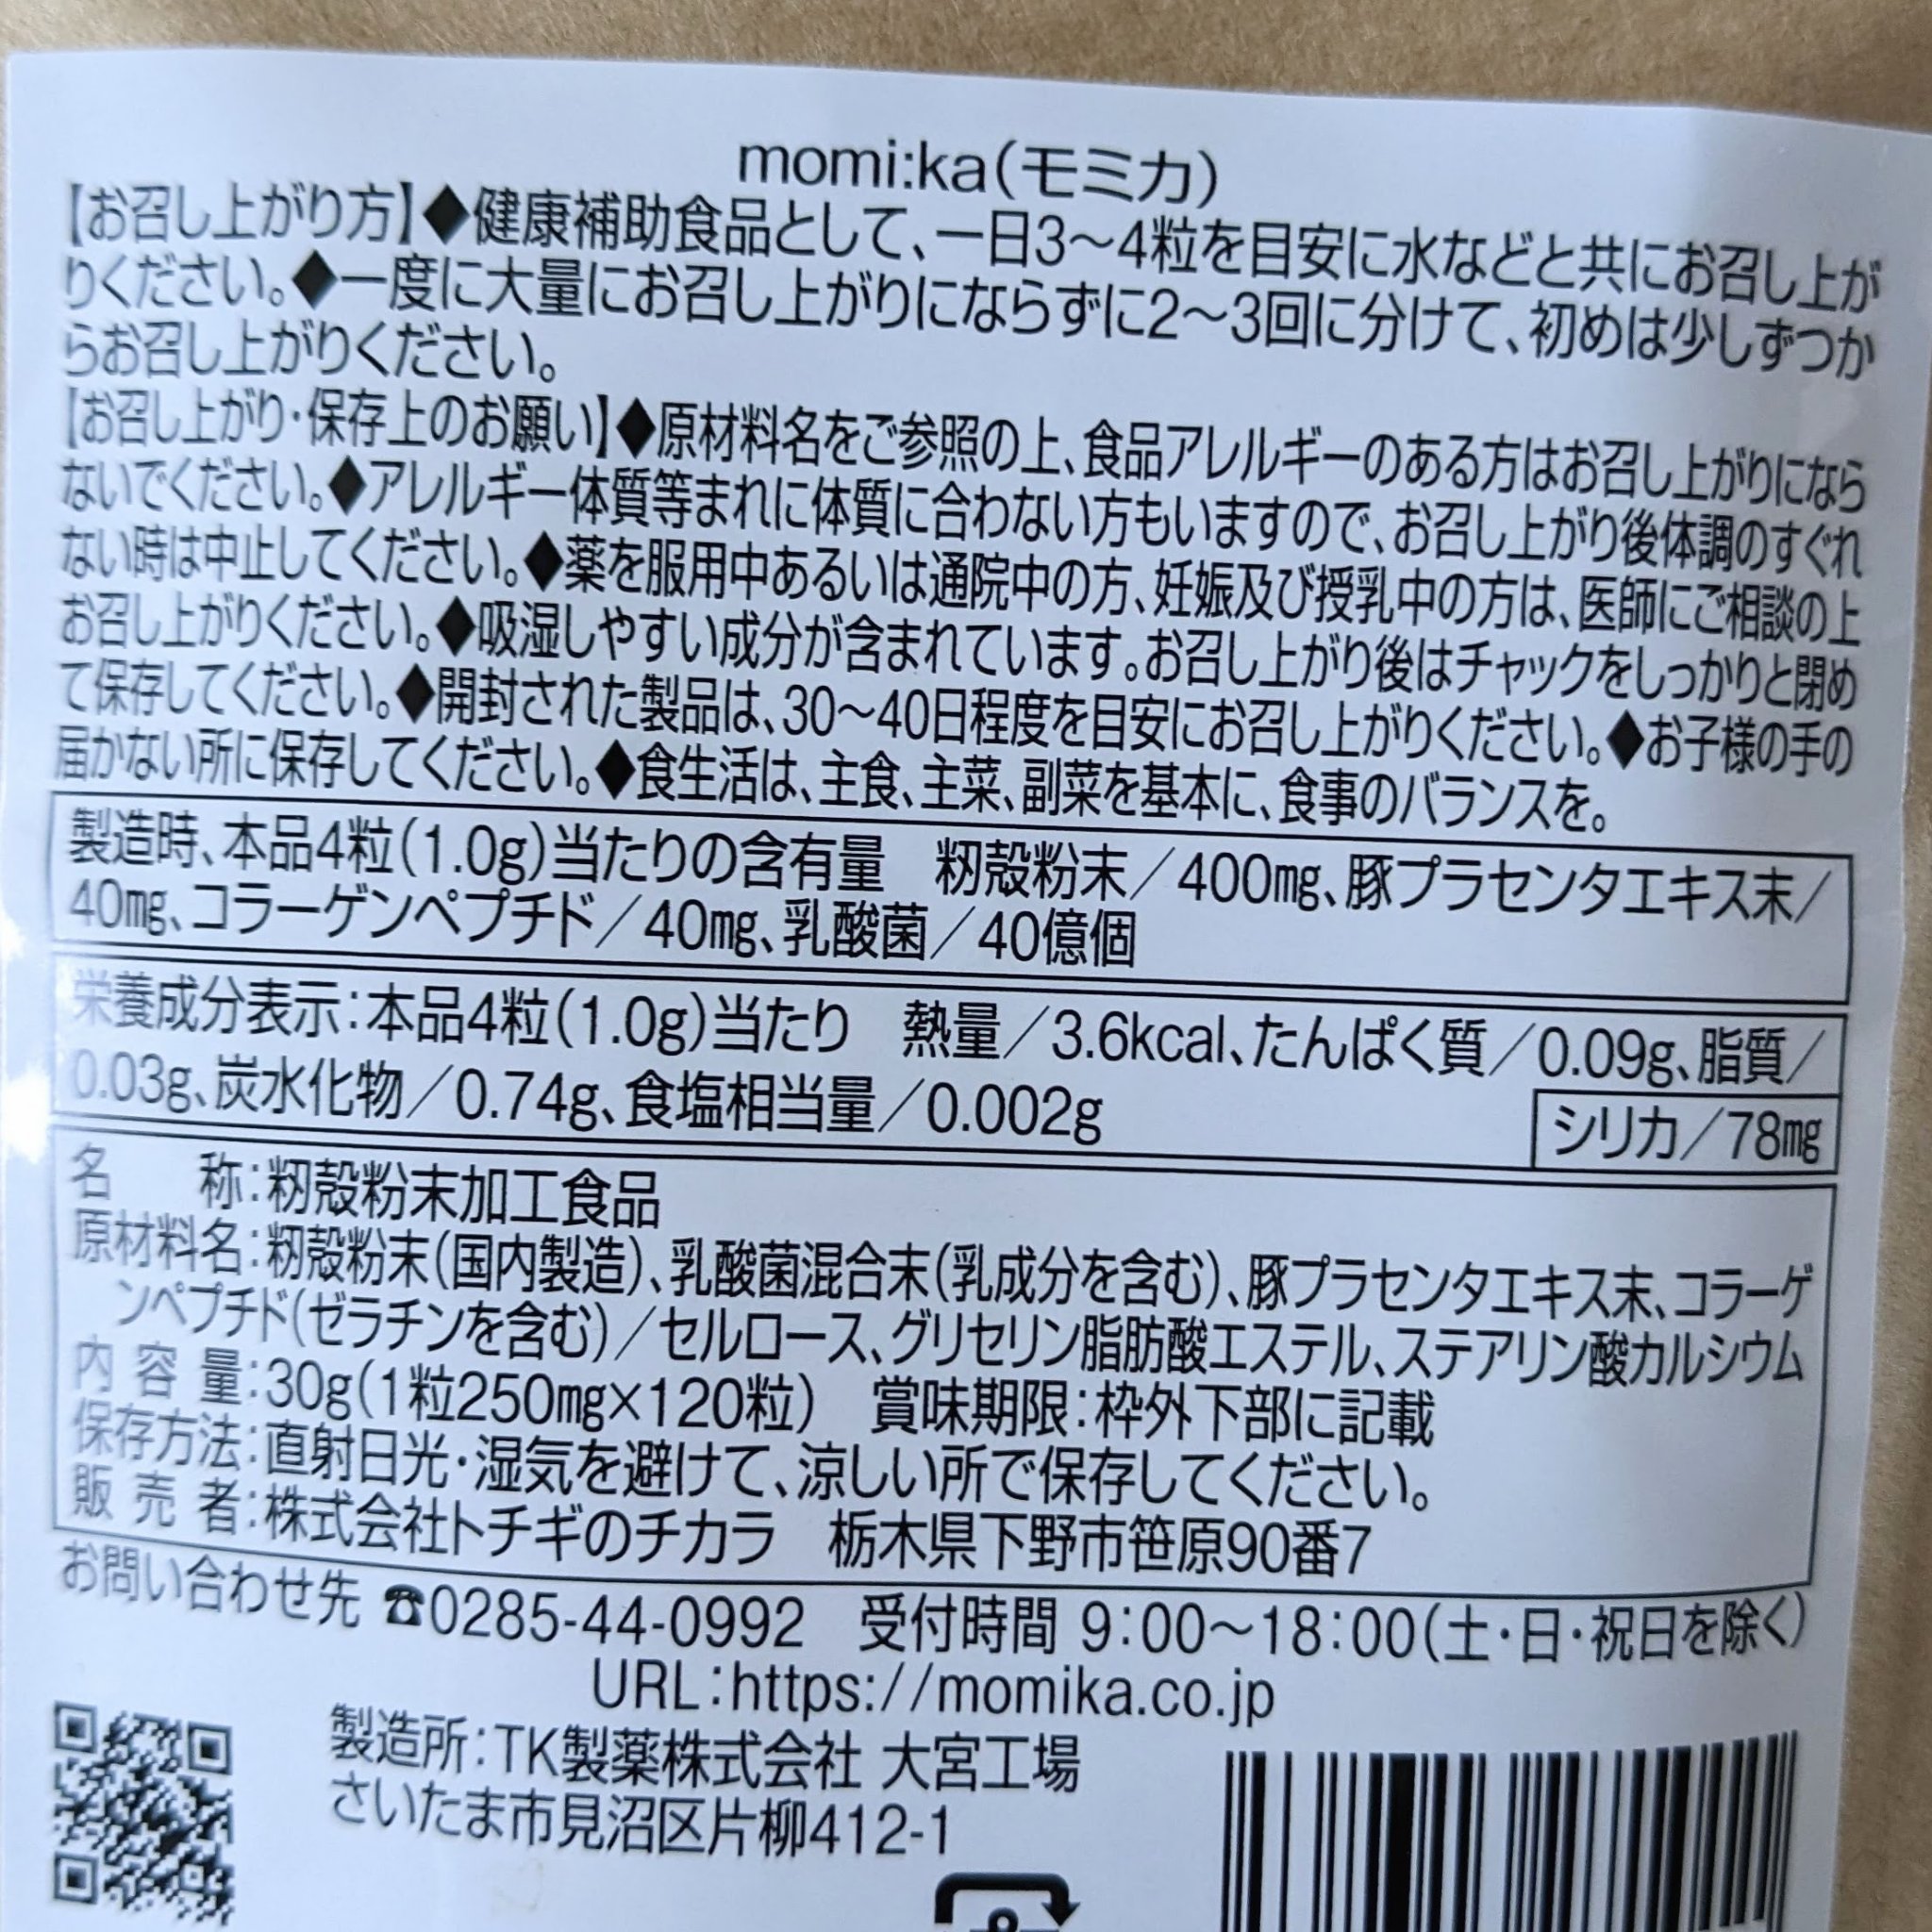 momi:ka(モミカ)
【お召し上がり方】◆健康補助食品として、一日3〜4粒を目安に水などと共にお召し上が
りください。◆一度に大量にお召し上がりにならずに2〜3回に分けて、初めは少しずつか
らお召し上がりください。
【お召し上がり・保存上のお願い】◆原材料名をご参照の上、食品アレルギーのある方はお召し上がりになら
ないでください。◆アレルギー体質等まれに体質に合わない方もいますので、お召し上がり後体調のすぐれ
ない時は中止してください。◆薬を服用中あるいは通院中の方、妊娠及び授乳中の方は、医師にご相談の上
お召し上がりください。◆吸湿しやすい成分が含まれています。お召し上がり後はチャックをしっかりと閉め
て保存してください。◆開封された製品は、30〜40日程度を目安にお召し上がりください。◆お子様の手の
届かない所に保存してください。◆食生活は、主食、主菜、副菜を基本に、食事のバランスを。
製造時、本品4粒(1.0g)当たりの含有量 籾殻粉末／400mg、豚プラセンタエキス末／
40mg、コラーゲンペプチド／40mg、乳酸菌／40億個
栄養成分表示：本品4粒(1.0g)当たり 熱量／3.6kcal、たんぱく質／0.09g、脂質／
0.03g、炭水化物／0.74g、食塩相当量／0.002g
シリカ／78mg
名 称：籾殻粉末加工食品
原材料名：籾殻粉末(国内製造)、乳酸菌混合末(乳成分を含む)、豚プラセンタエキス末、コラーゲ
ンペプチド(ゼラチンを含む)／セルロース、グリセリン脂肪酸エステル、ステアリン酸カルシウム
内容量：30g(1粒250mg×120粒) 賞味期限：枠外下部に記載
保存方法：直射日光・湿気を避けて、涼しい所で保存してください。
販売者：株式会社トチギのチカラ 栃木県下野市笹原90番7
お問い合わせ先 ☎0285-44-0992 受付時間 9：00〜18：00(土・日・祝日を除く)
URL：https://momika.co.jp
製造所：TK製薬株式会社 大宮工場
さいたま市見沼区片柳412-1